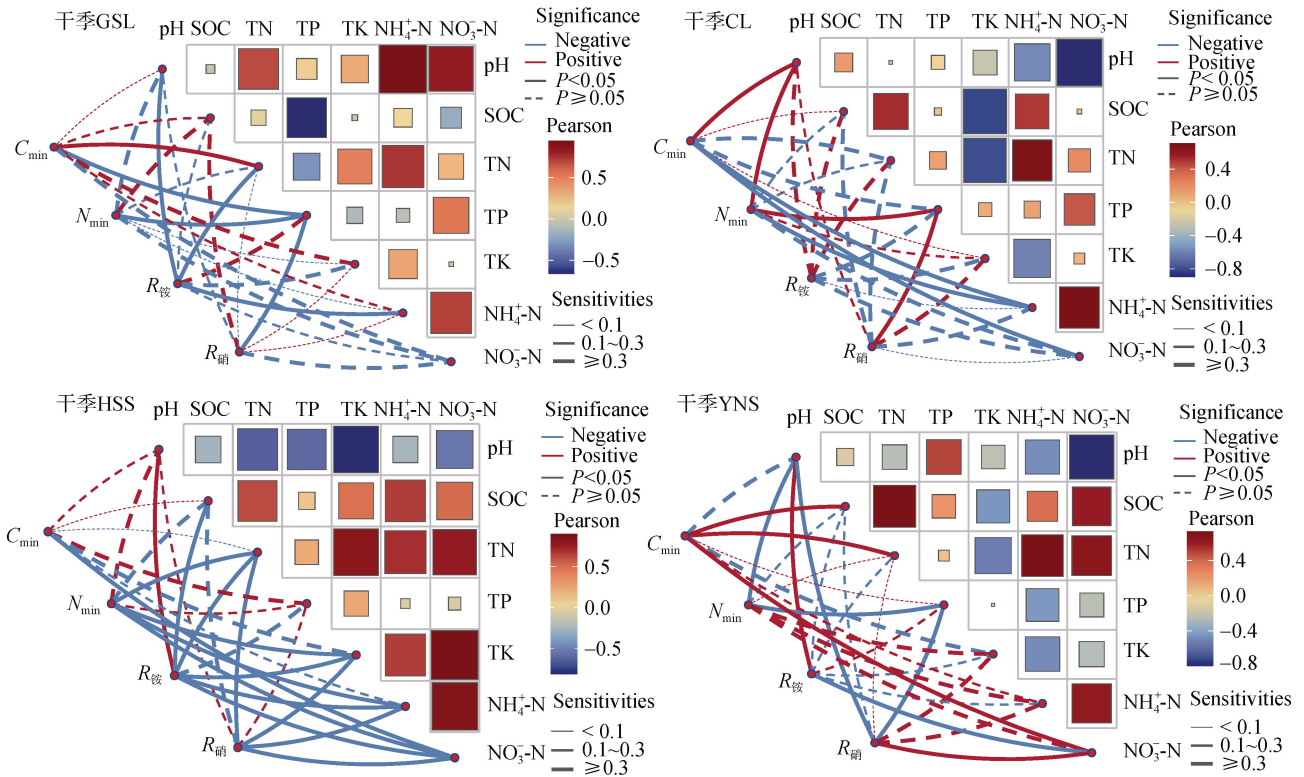 干季GSL
pH SOC TN TP TK NH₄⁺-N NO₃⁻-N
pH
SOC
TN
TP
TK
NH₄⁺-N
NO₃⁻-N
Cmin
Nmin
R铵
R硝
Significance
Negative
Positive
P<0.05
P≥0.05
Pearson
0.5
0.0
−0.5
Sensitivities
< 0.1
0.1~0.3
≥0.3
干季CL
pH SOC TN TP TK NH₄⁺-N NO₃⁻-N
pH
SOC
TN
TP
TK
NH₄⁺-N
NO₃⁻-N
Cmin
Nmin
R铵
R硝
Significance
Negative
Positive
P< 0.05
P≥0.05
Pearson
0.4
0.0
−0.4
−0.8
Sensitivities
< 0.1
0.1~0.3
≥0.3
干季HSS
pH SOC TN TP TK NH₄⁺-N NO₃⁻-N
pH
SOC
TN
TP
TK
NH₄⁺-N
NO₃⁻-N
Cmin
Nmin
R铵
R硝
Significance
Negative
Positive
P<0.05
P≥0.05
Pearson
0.5
0.0
−0.5
Sensitivities
< 0.1
0.1~0.3
≥0.3
干季YNS
pH SOC TN TP TK NH₄⁺-N NO₃⁻-N
pH
SOC
TN
TP
TK
NH₄⁺-N
NO₃⁻-N
Cmin
Nmin
R铵
R硝
Significance
Negative
Positive
P<0.05
P≥0.05
Pearson
0.4
0.0
−0.4
−0.8
Sensitivities
< 0.1
0.1~0.3
≥0.3